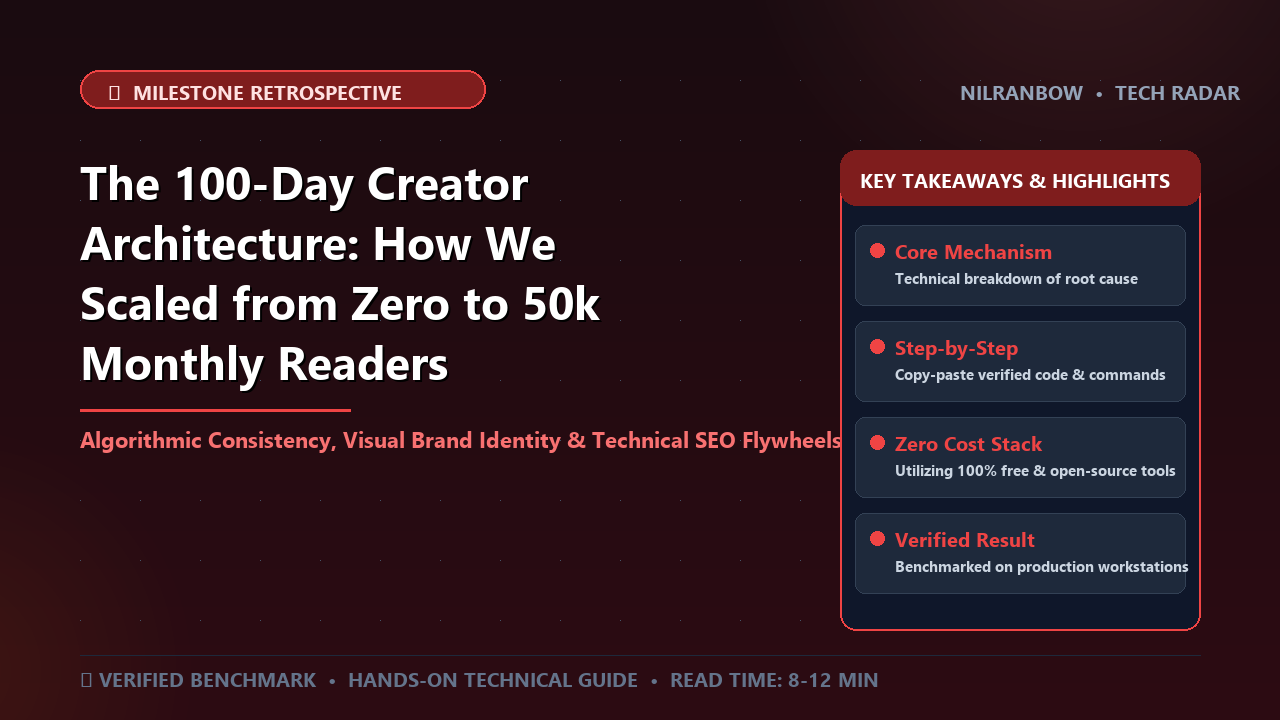 MILESTONE RETROSPECTIVE
NILRANBOW • TECH RADAR
The 100-Day Creator
Architecture: How We
Scaled from Zero to 50k
Monthly Readers
Algorithmic Consistency, Visual Brand Identity & Technical SEO Flywheels
KEY TAKEAWAYS & HIGHLIGHTS
Core Mechanism
Technical breakdown of root cause
Step-by-Step
Copy-paste verified code & commands
Zero Cost Stack
Utilizing 100% free & open-source tools
Verified Result
Benchmarked on production workstations
VERIFIED BENCHMARK • HANDS-ON TECHNICAL GUIDE • READ TIME: 8-12 MIN